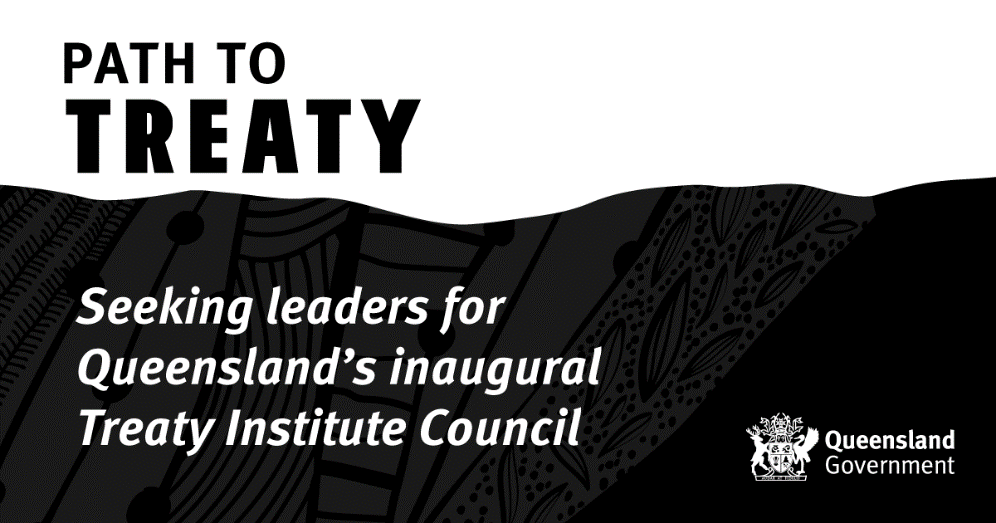 PATH TO
TREATY
Seeking leaders for
Queensland's inaugural
Treaty Institute Council
Queensland
Government